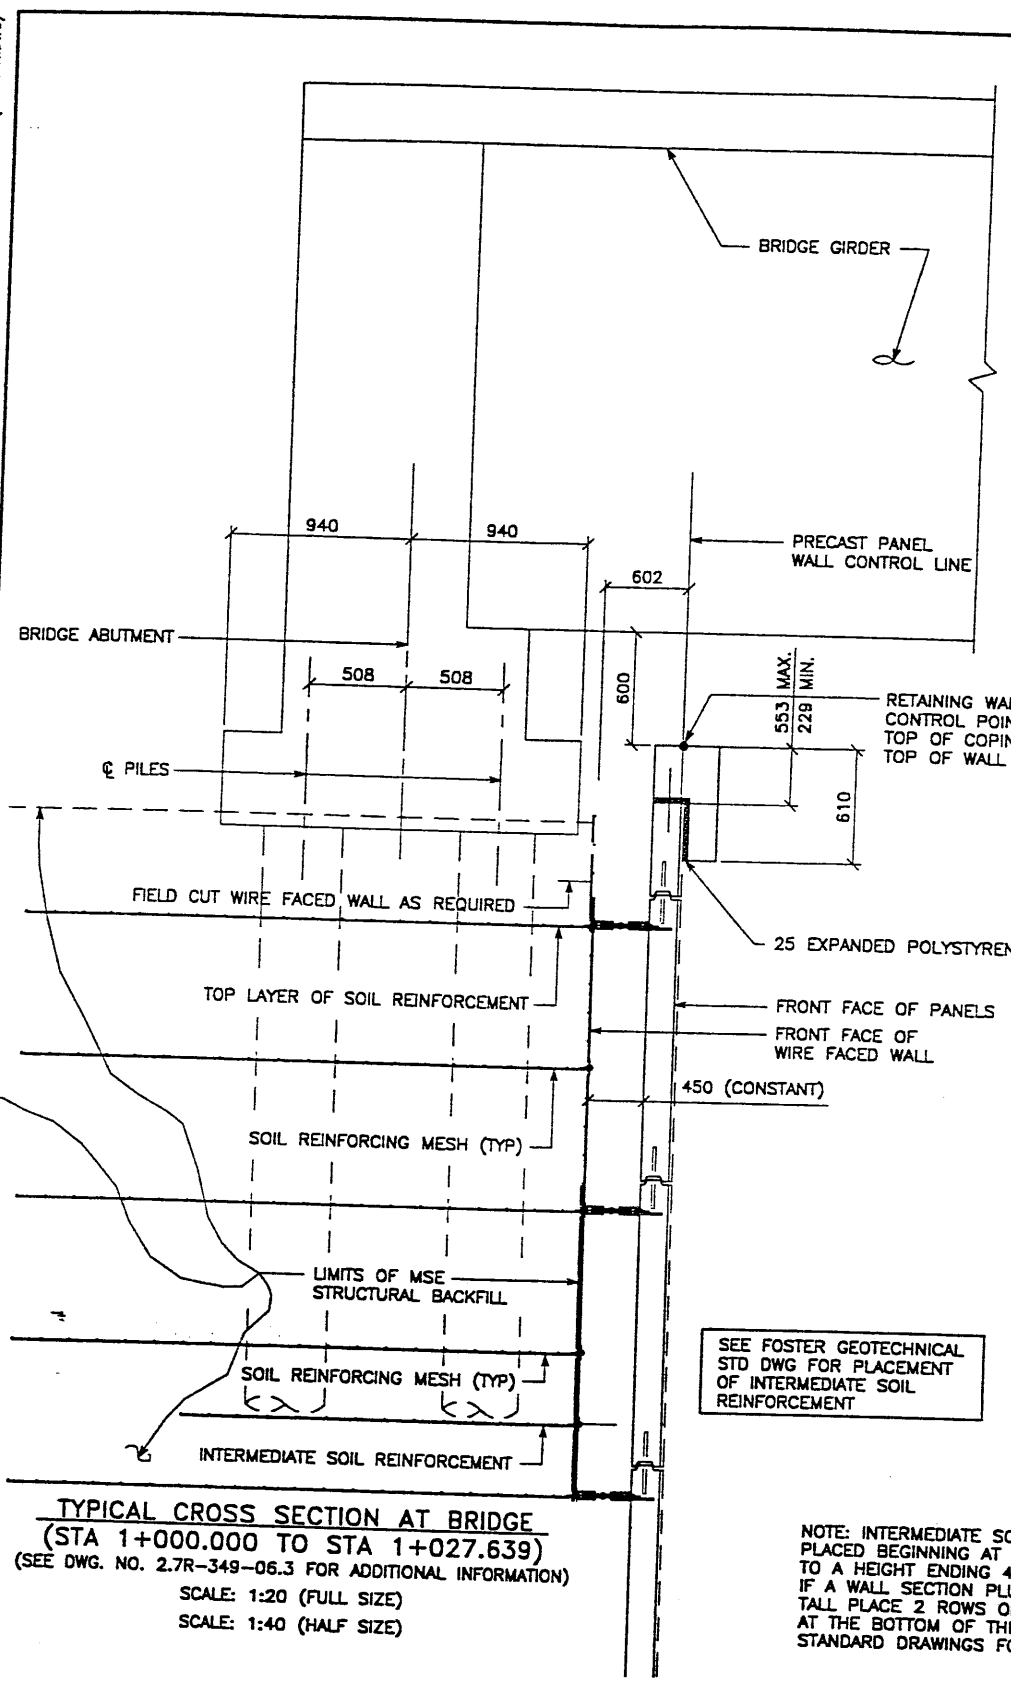 BRIDGE GIRDER
940
940
602
PRECAST PANEL
WALL CONTROL LINE
BRIDGE ABUTMENT
508
508
600
553 MAX.
229 MIN.
RETAINING WA
CONTROL POIN
TOP OF COPIN
TOP OF WALL
℄ PILES
610
FIELD CUT WIRE FACED WALL AS REQUIRED
25 EXPANDED POLYSTYREN
TOP LAYER OF SOIL REINFORCEMENT
FRONT FACE OF PANELS
FRONT FACE OF
WIRE FACED WALL
450 (CONSTANT)
SOIL REINFORCING MESH (TYP)
LIMITS OF MSE
STRUCTURAL BACKFILL
SEE FOSTER GEOTECHNICAL
STD DWG FOR PLACEMENT
OF INTERMEDIATE SOIL
REINFORCEMENT
SOIL REINFORCING MESH (TYP)
INTERMEDIATE SOIL REINFORCEMENT
TYPICAL CROSS SECTION AT BRIDGE
(STA 1+000.000 TO STA 1+027.639)
(SEE DWG. NO. 2.7R-349-06.3 FOR ADDITIONAL INFORMATION)
SCALE: 1:20 (FULL SIZE)
SCALE: 1:40 (HALF SIZE)
NOTE: INTERMEDIATE SO
PLACED BEGINNING AT
TO A HEIGHT ENDING 4
IF A WALL SECTION PLU
TALL PLACE 2 ROWS O
AT THE BOTTOM OF TH
STANDARD DRAWINGS FO